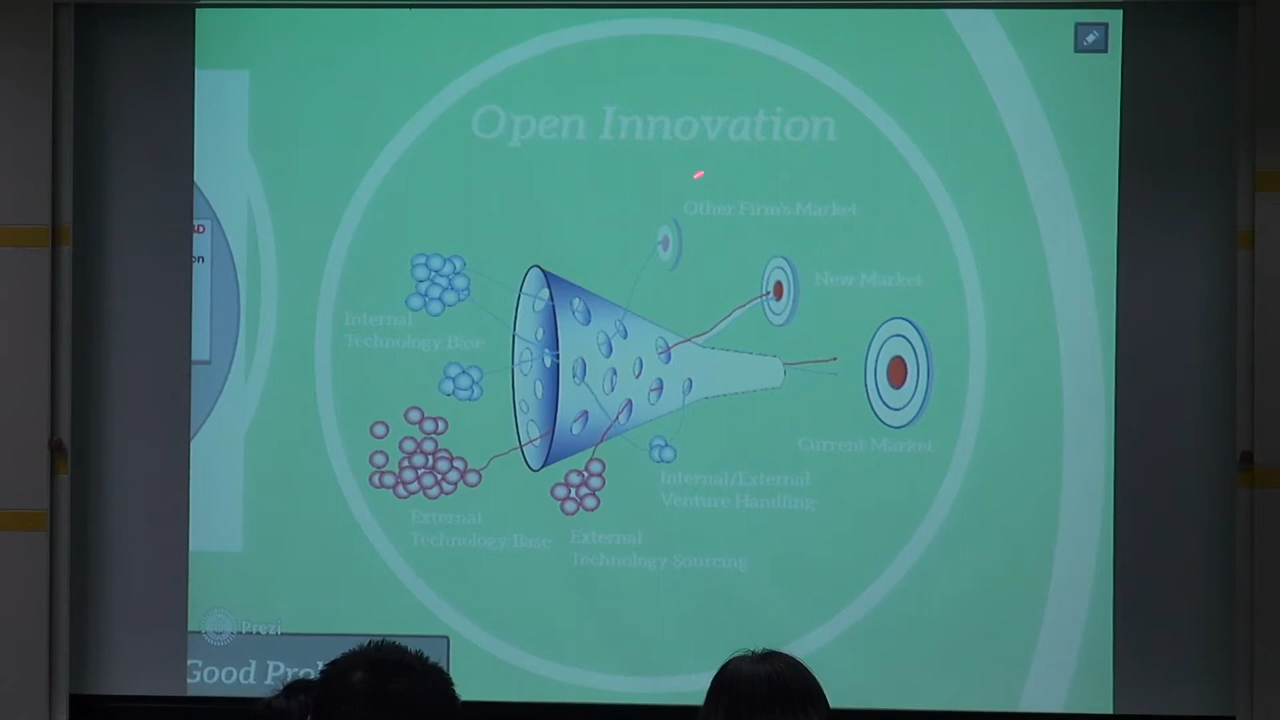 Open Innovation
Other Firm's Market
New Market
Internal
Technology Base
Current Market
Internal/External
Venture Handling
External
Technology Base
External
Technology Sourcing
Prezi
Good